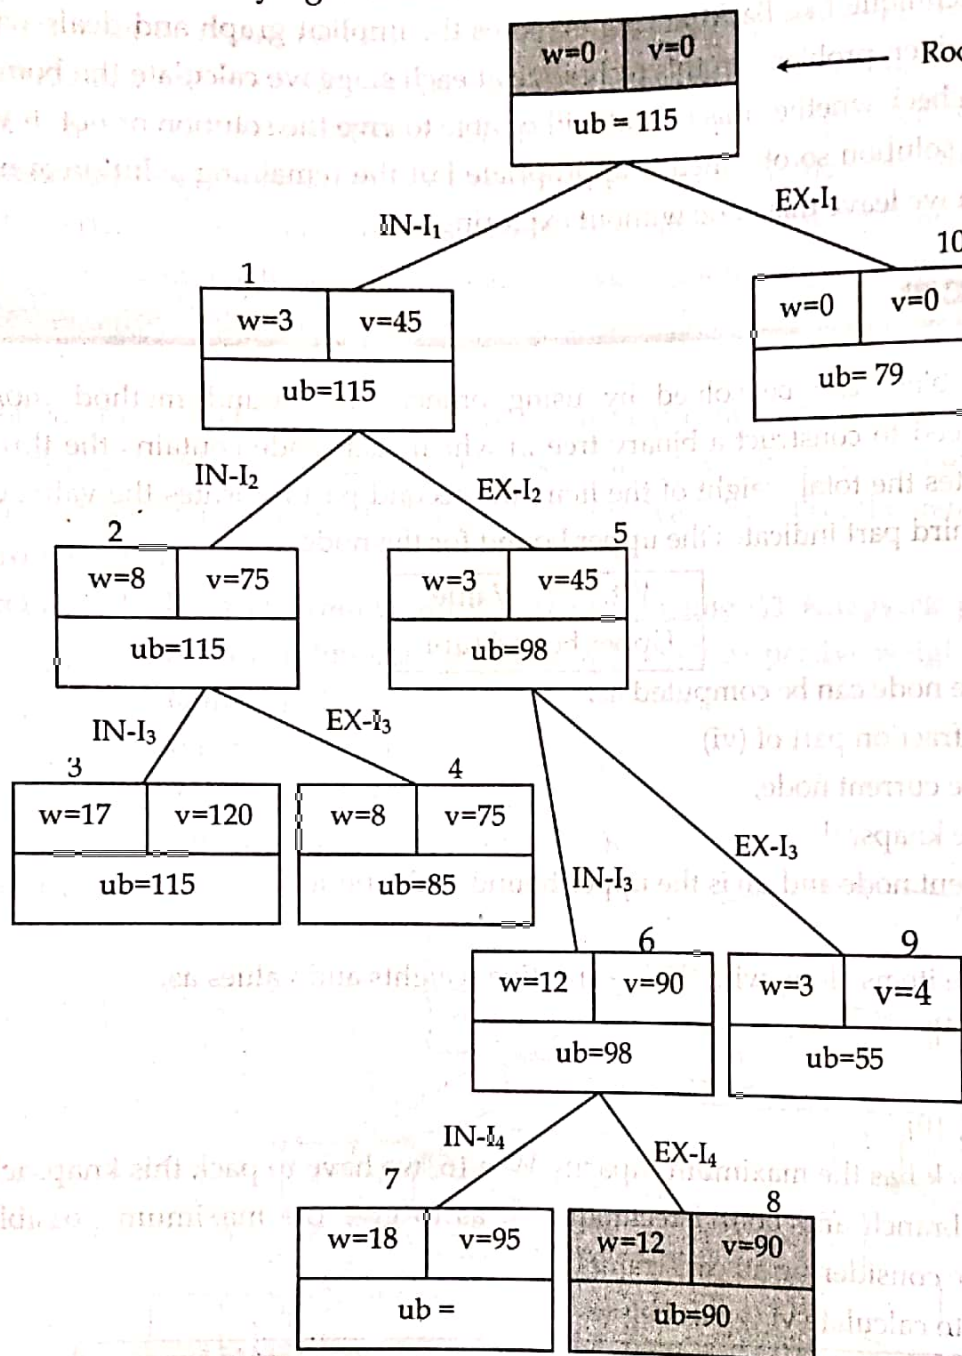 w=0 v=0
ub = 115
IN-I₁
EX-I₁
1
w=3 v=45
ub=115
10
w=0 v=0
ub= 79
IN-I₂
EX-I₂
2
w=8 v=75
ub=115
5
w=3 v=45
ub=98
IN-I₃
EX-I₃
3
w=17 v=120
ub=115
4
w=8 v=75
ub=85
IN-I₃
EX-I₃
6
w=12 v=90
ub=98
9
w=3 v=4
ub=55
IN-I₄
EX-I₄
7
w=18 v=95
ub =
8
w=12 v=90
ub=90